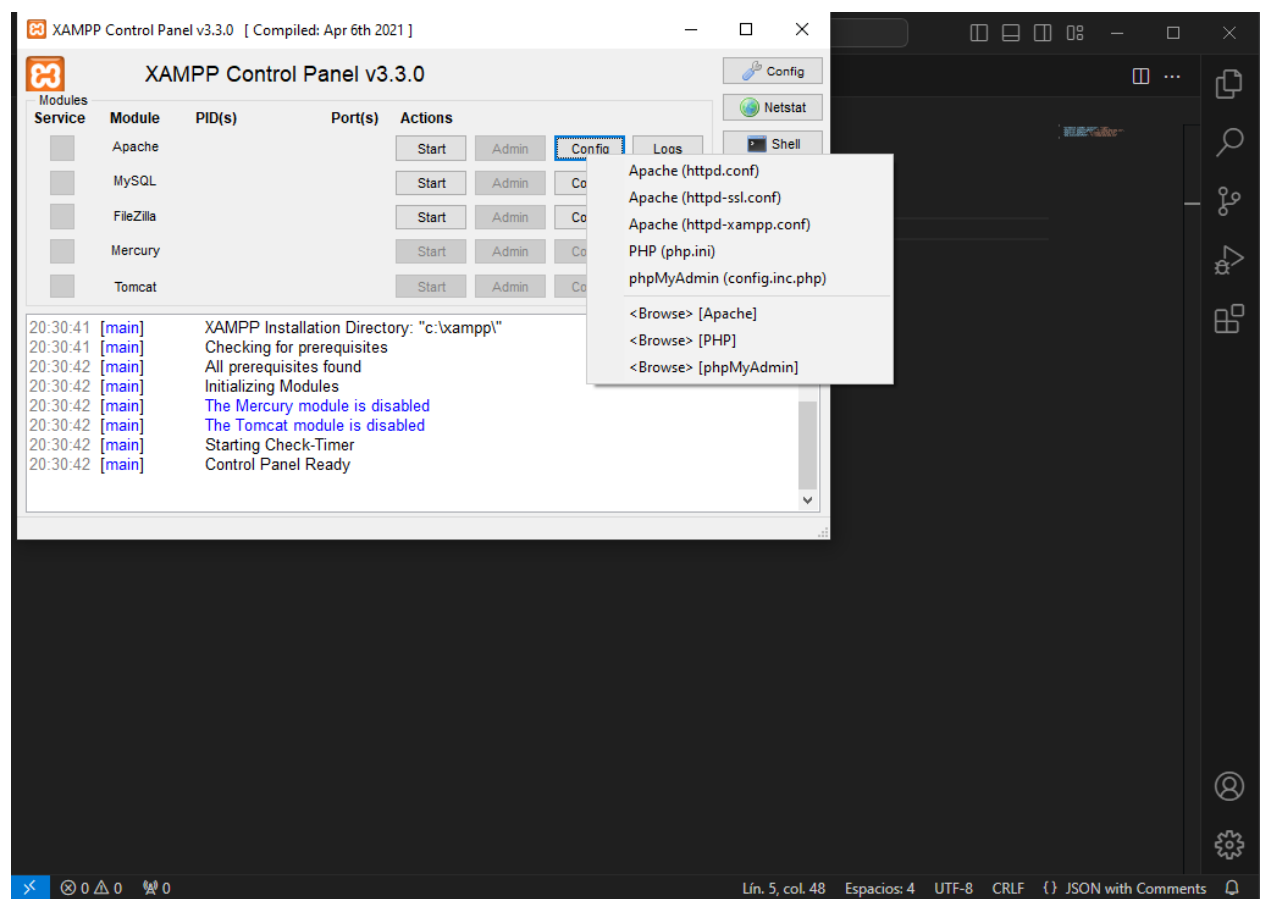 XAMPP Control Panel v3.3.0 [ Compiled: Apr 6th 2021 ]
XAMPP Control Panel v3.3.0
Config
Netstat
Shell
Modules
Service Module PID(s) Port(s) Actions
Apache Start Admin Config Logs
MySQL Start Admin Co
FileZilla Start Admin Co
Mercury Start Admin Co
Tomcat Start Admin Co
Apache (httpd.conf)
Apache (httpd-ssl.conf)
Apache (httpd-xampp.conf)
PHP (php.ini)
phpMyAdmin (config.inc.php)
<Browse> [Apache]
<Browse> [PHP]
<Browse> [phpMyAdmin]
20:30:41 [main] XAMPP Installation Directory: "c:\xampp\"
20:30:41 [main] Checking for prerequisites
20:30:42 [main] All prerequisites found
20:30:42 [main] Initializing Modules
20:30:42 [main] The Mercury module is disabled
20:30:42 [main] The Tomcat module is disabled
20:30:42 [main] Starting Check-Timer
20:30:42 [main] Control Panel Ready
0 0 0 Lín. 5, col. 48 Espacios: 4 UTF-8 CRLF {} JSON with Comments